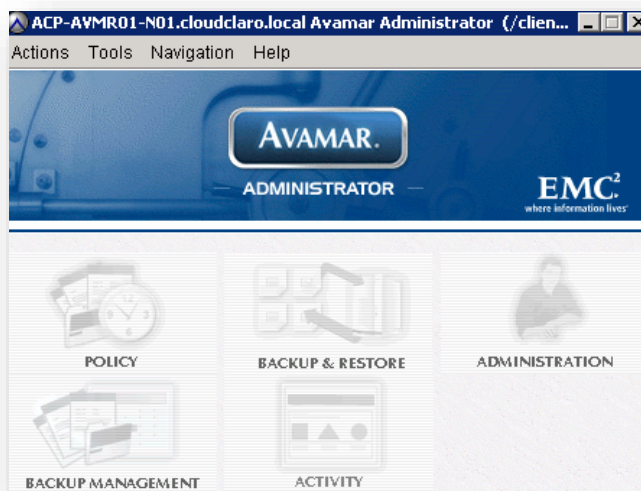 ACP-AVMR01-N01.cloudclaro.local Avamar Administrator (/clien...
Actions Tools Navigation Help
AVAMAR.
ADMINISTRATOR
EMC²
where information lives®
POLICY
BACKUP & RESTORE
ADMINISTRATION
BACKUP MANAGEMENT
ACTIVITY